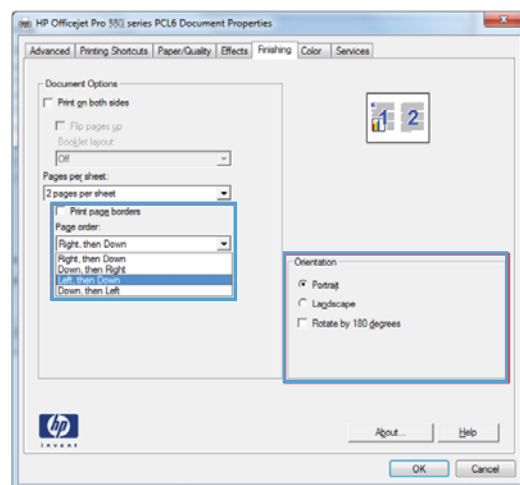 HP Officejet Pro series PCL6 Document Properties
Advanced Printing Shortcuts Paper/Quality Effects Finishing Color Services
Document Options
Print on both sides
Flip pages up
Booklet layout:
Off
Pages per sheet:
2 pages per sheet
Print page borders
Page order:
Right, then Down
Right, then Down
Down, then Right
Left, then Down
Down, then Left
1 2
Orientation
Portrait
Landscape
Rotate by 180 degrees
hp
invent
About... Help
OK Cancel